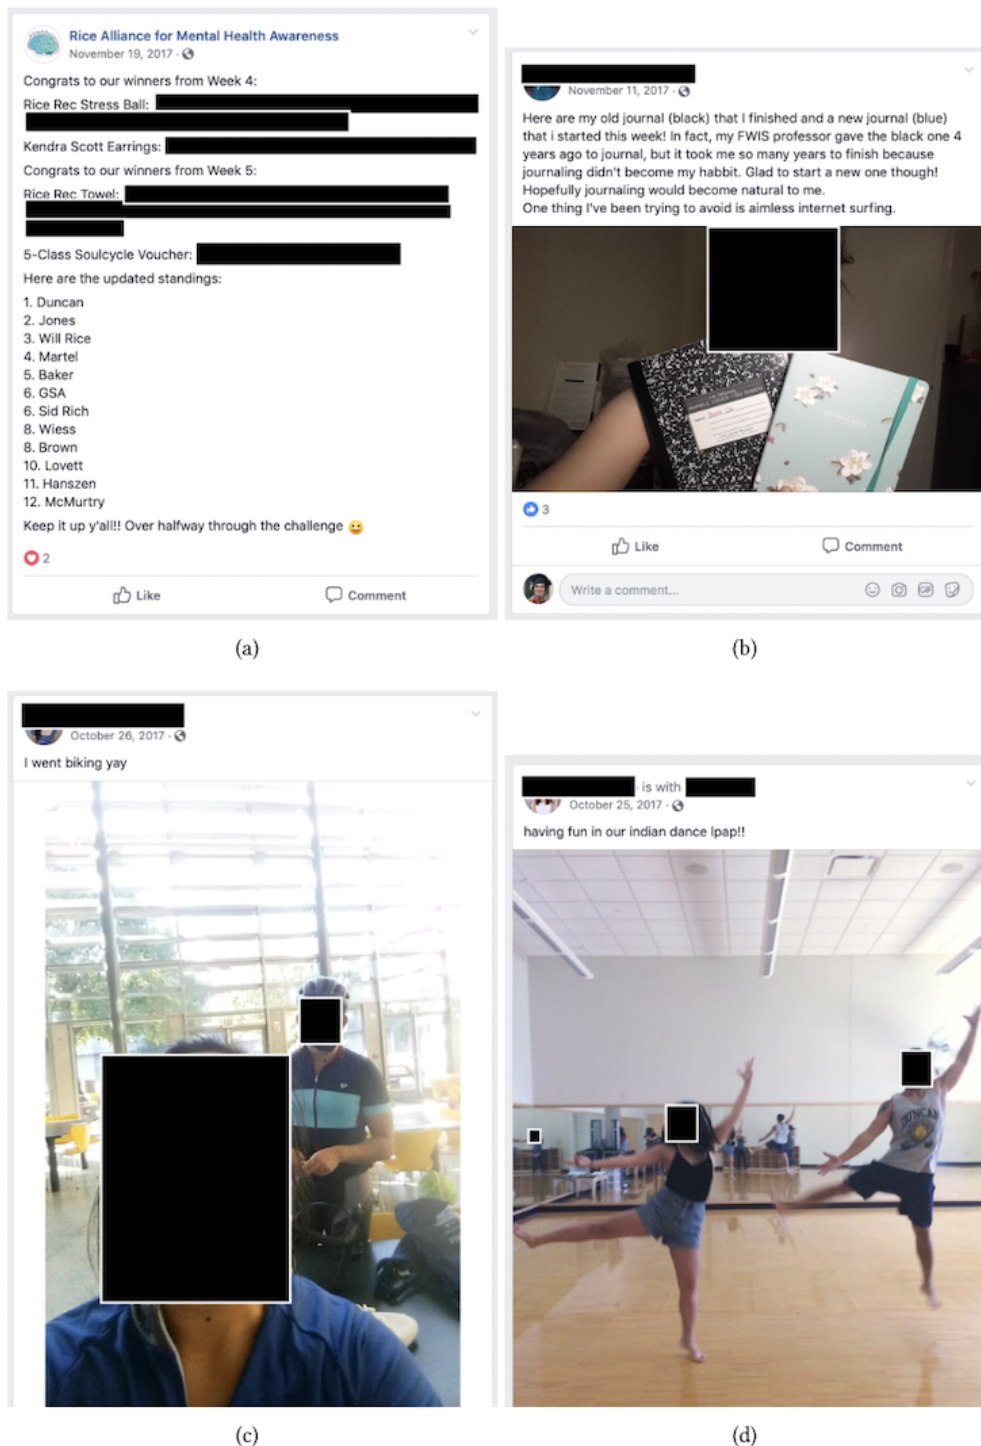 Rice Alliance for Mental Health Awareness
November 19, 2017 ·
Congrats to our winners from Week 4:
Rice Rec Stress Ball:
Kendra Scott Earrings:
Congrats to our winners from Week 5:
Rice Rec Towel:
5-Class Soulcycle Voucher:
Here are the updated standings:
1. Duncan
2. Jones
3. Will Rice
4. Martel
5. Baker
6. GSA
6. Sid Rich
8. Wiess
8. Brown
10. Lovett
11. Hanszen
12. McMurtry
Keep it up y'all!! Over halfway through the challenge
2
Like Comment
(a)
November 11, 2017 ·
Here are my old journal (black) that I finished and a new journal (blue)
that i started this week! In fact, my FWIS professor gave the black one 4
years ago to journal, but it took me so many years to finish because
journaling didn't become my habbit. Glad to start a new one though!
Hopefully journaling would become natural to me.
One thing I've been trying to avoid is aimless internet surfing.
3
Like Comment
Write a comment...
GIF
(b)
October 26, 2017 ·
I went biking yay
(c)
· is with
October 25, 2017 ·
having fun in our indian dance lpap!!
DUNCAN
(d)